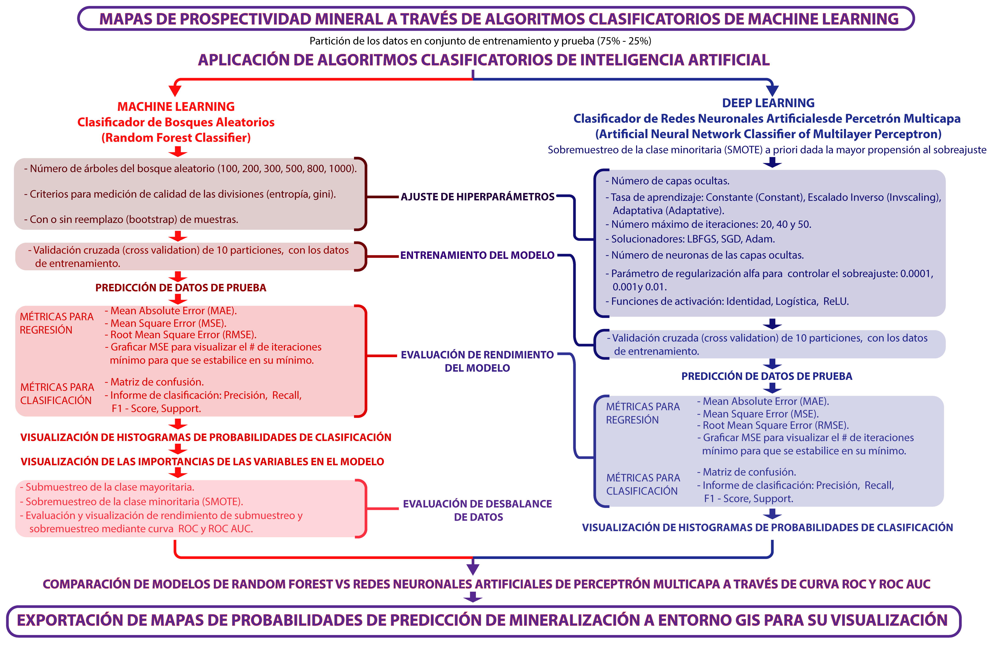 MAPAS DE PROSPECTIVIDAD MINERAL A TRAVÉS DE ALGORITMOS CLASIFICATORIOS DE MACHINE LEARNING
Partición de los datos en conjunto de entrenamiento y prueba (75% - 25%)
APLICACIÓN DE ALGORITMOS CLASIFICATORIOS DE INTELIGENCIA ARTIFICIAL
MACHINE LEARNING
Clasificador de Bosques Aleatorios
(Random Forest Classifier)
- Número de árboles del bosque aleatorio (100, 200, 300, 500, 800, 1000).
- Criterios para medición de calidad de las divisiones (entropía, gini).
- Con o sin reemplazo (bootstrap) de muestras.
- Validación cruzada (cross validation) de 10 particiones, con los datos
de entrenamiento.
PREDICCIÓN DE DATOS DE PRUEBA
MÉTRICAS PARA
REGRESIÓN
- Mean Absolute Error (MAE).
- Mean Square Error (MSE).
- Root Mean Square Error (RMSE).
- Graficar MSE para visualizar el # de iteraciones
mínimo para que se estabilice en su mínimo.
MÉTRICAS PARA
CLASIFICACIÓN
- Matriz de confusión.
- Informe de clasificación: Precisión, Recall,
F1 - Score, Support.
VISUALIZACIÓN DE HISTOGRAMAS DE PROBABILIDADES DE CLASIFICACIÓN
VISUALIZACIÓN DE LAS IMPORTANCIAS DE LAS VARIABLES EN EL MODELO
- Submuestreo de la clase mayoritaria.
- Sobremuestreo de la clase minoritaria (SMOTE).
- Evaluación y visualización de rendimiento de submuestreo y
sobremuestreo mediante curva ROC y ROC AUC.
AJUSTE DE HIPERPARÁMETROS
ENTRENAMIENTO DEL MODELO
EVALUACIÓN DE RENDIMIENTO
DEL MODELO
EVALUACIÓN DE DESBALANCE
DE DATOS
DEEP LEARNING
Clasificador de Redes Neuronales Artificialesde Percetrón Multicapa
(Artificial Neural Network Classifier of Multilayer Perceptron)
Sobremuestreo de la clase minoritaria (SMOTE) a priori dada la mayor propensión al sobreajuste
- Número de capas ocultas.
- Tasa de aprendizaje: Constante (Constant), Escalado Inverso (Invscaling),
Adaptativa (Adaptative).
- Número máximo de iteraciones: 20, 40 y 50.
- Solucionadores: LBFGS, SGD, Adam.
- Número de neuronas de las capas ocultas.
- Parámetro de regularización alfa para controlar el sobreajuste: 0.0001,
0.001y 0.01.
- Funciones de activación: Identidad, Logística, ReLU.
- Validación cruzada (cross validation) de 10 particiones, con los datos
de entrenamiento.
PREDICCIÓN DE DATOS DE PRUEBA
MÉTRICAS PARA
REGRESIÓN
- Mean Absolute Error (MAE).
- Mean Square Error (MSE).
- Root Mean Square Error (RMSE).
- Graficar MSE para visualizar el # de iteraciones
mínimo para que se estabilice en su mínimo.
MÉTRICAS PARA
CLASIFICACIÓN
- Matriz de confusión.
- Informe de clasificación: Precisión, Recall,
F1 - Score, Support.
VISUALIZACIÓN DE HISTOGRAMAS DE PROBABILIDADES DE CLASIFICACIÓN
COMPARACIÓN DE MODELOS DE RANDOM FOREST VS REDES NEURONALES ARTIFICIALES DE PERCEPTRÓN MULTICAPA A TRAVÉS DE CURVA ROC Y ROC AUC
EXPORTACIÓN DE MAPAS DE PROBABILIDADES DE PREDICCIÓN DE MINERALIZACIÓN A ENTORNO GIS PARA SU VISUALIZACIÓN